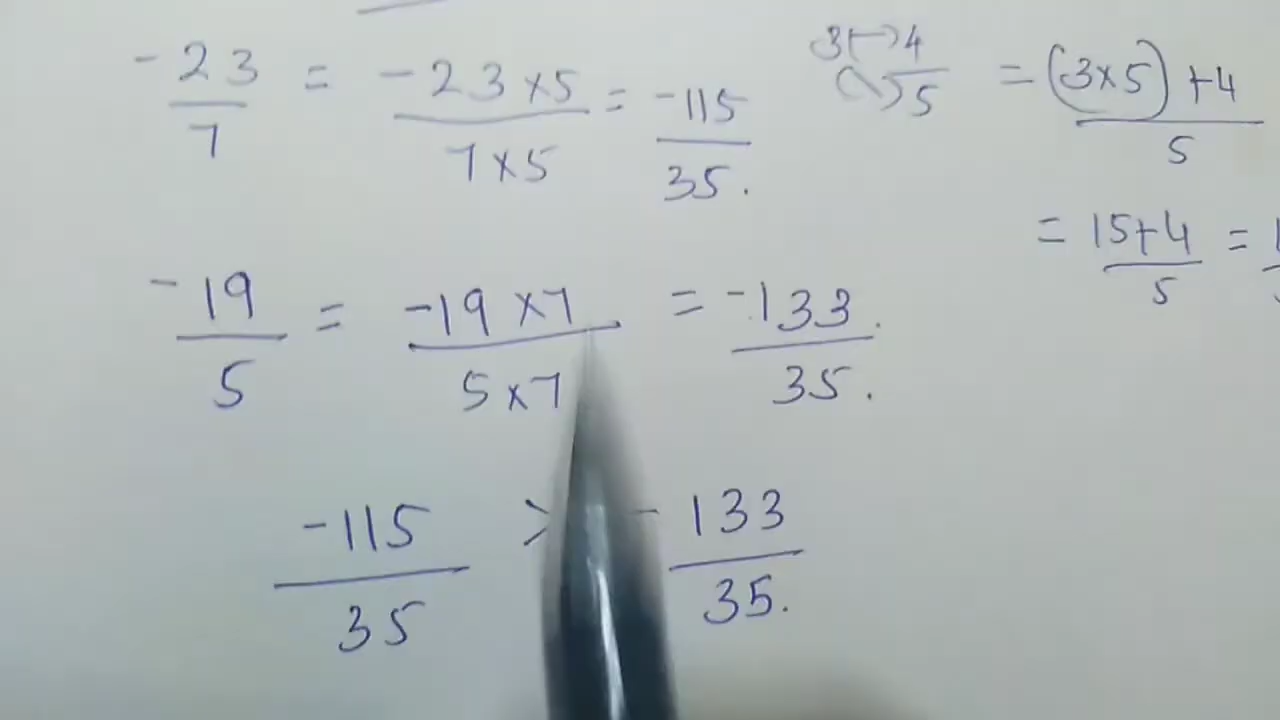 -23/7 = -23×5/7×5 = -115/35.
-19/5 = -19×7/5×7 = -133/35.
-115/35 > -133/35.
3 4/5 = (3×5)+4/5
= 15+4/5 =